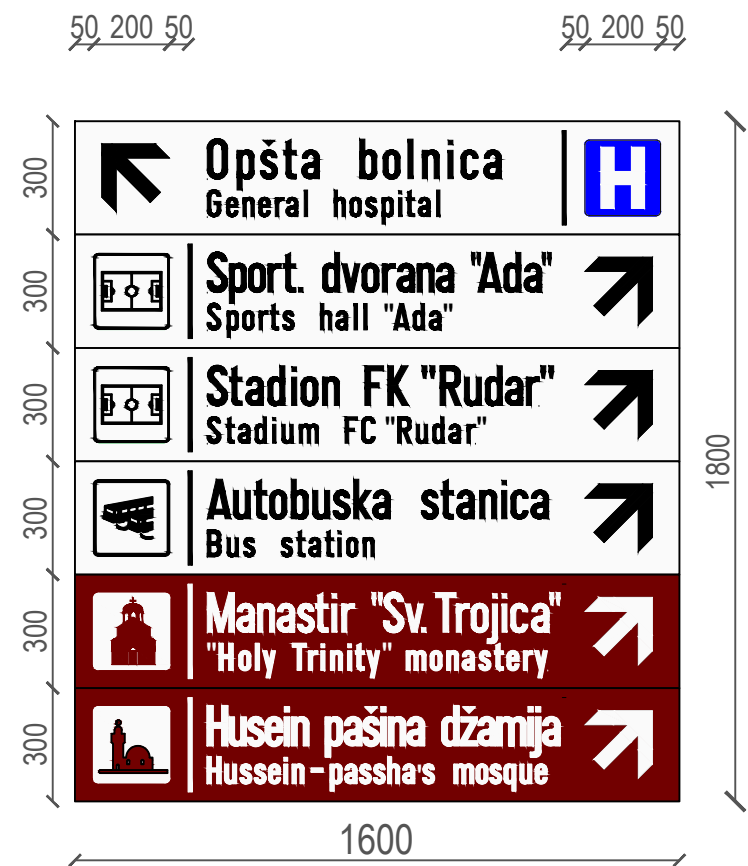 50 200 50
50 200 50
300
Opšta bolnica
General hospital
H
300
Sport. dvorana "Ada"
Sports hall "Ada"
300
Stadion FK "Rudar"
Stadium FC "Rudar"
1800
300
Autobuska stanica
Bus station
300
Manastir "Sv. Trojica"
"Holy Trinity" monastery
300
Husein pašina džamija
Hussein-passha's mosque
1600